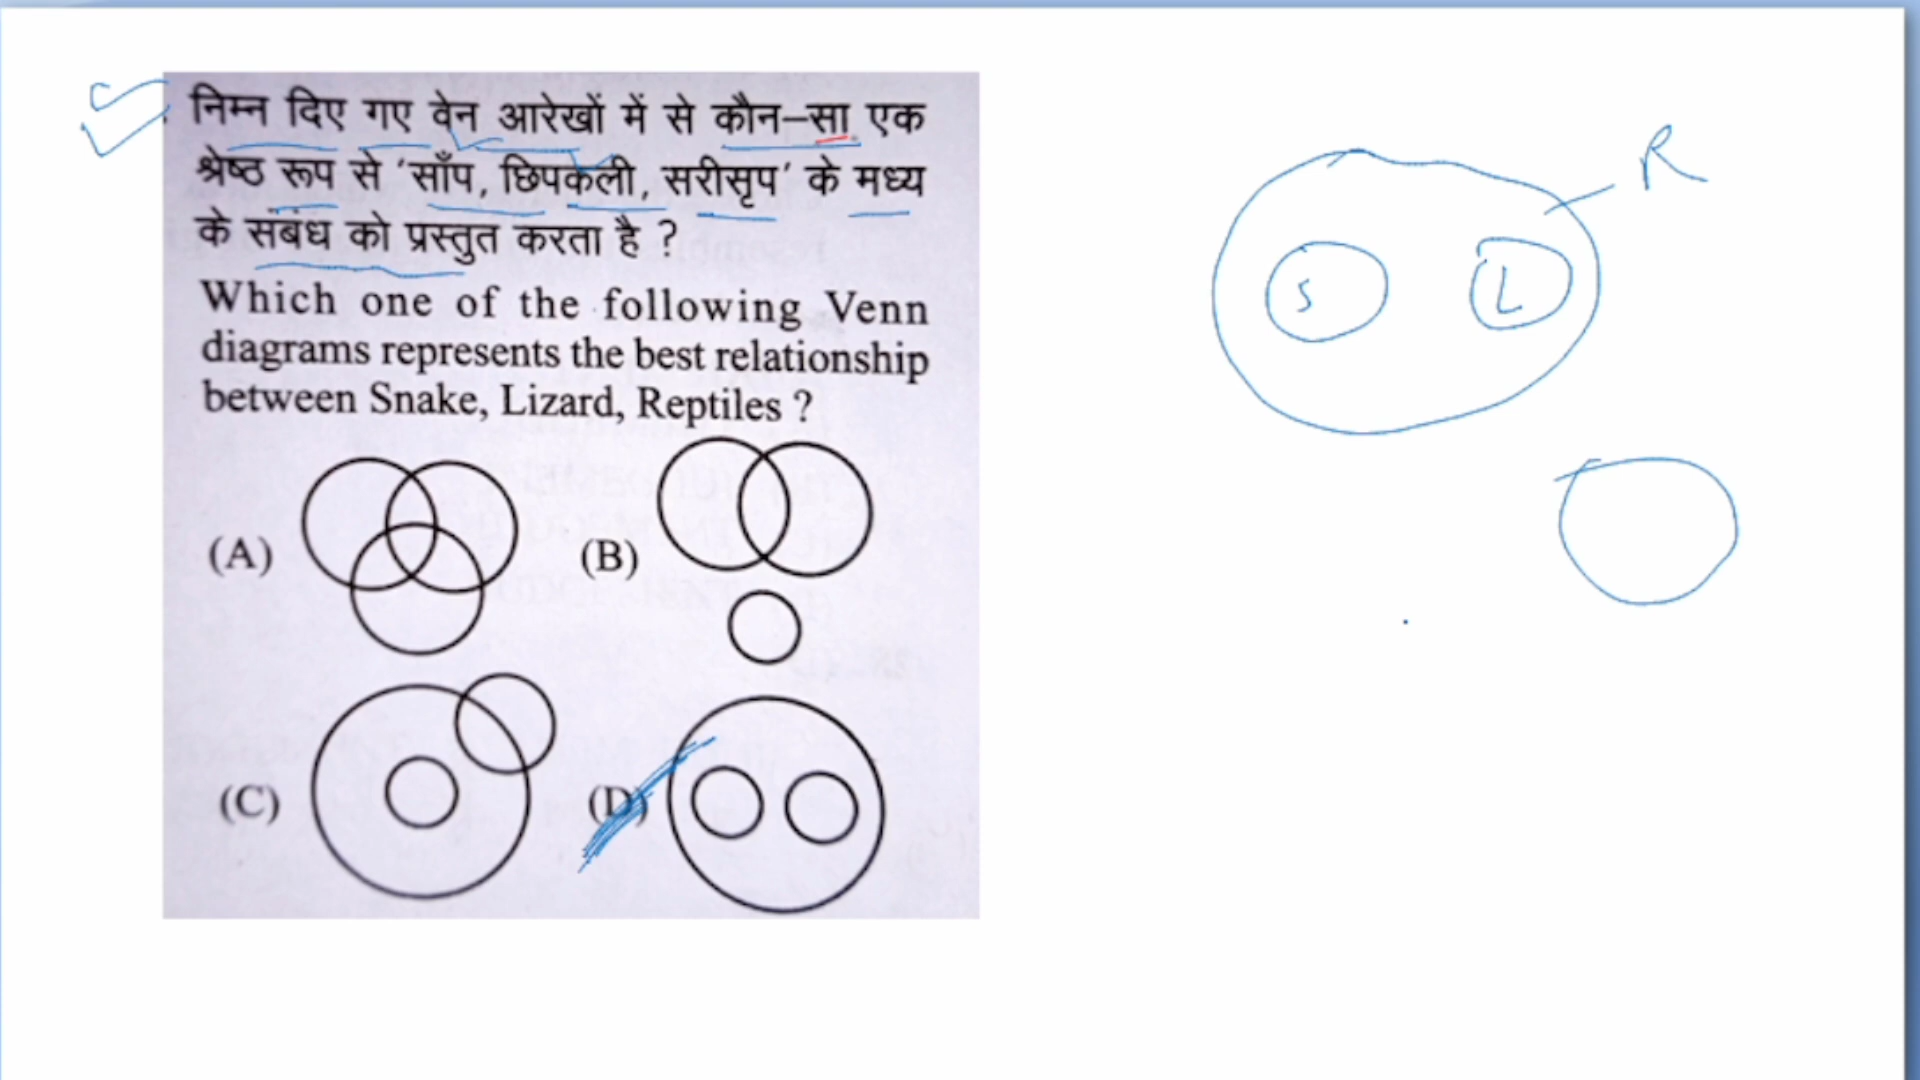 निम्न दिए गए वेन आरेखों में से कौन–सा एक
श्रेष्ठ रूप से 'साँप, छिपकली, सरीसृप' के मध्य
के संबंध को प्रस्तुत करता है ?
Which one of the following Venn
diagrams represents the best relationship
between Snake, Lizard, Reptiles ?
(A)
(B)
(C)
(D)
R
S
L